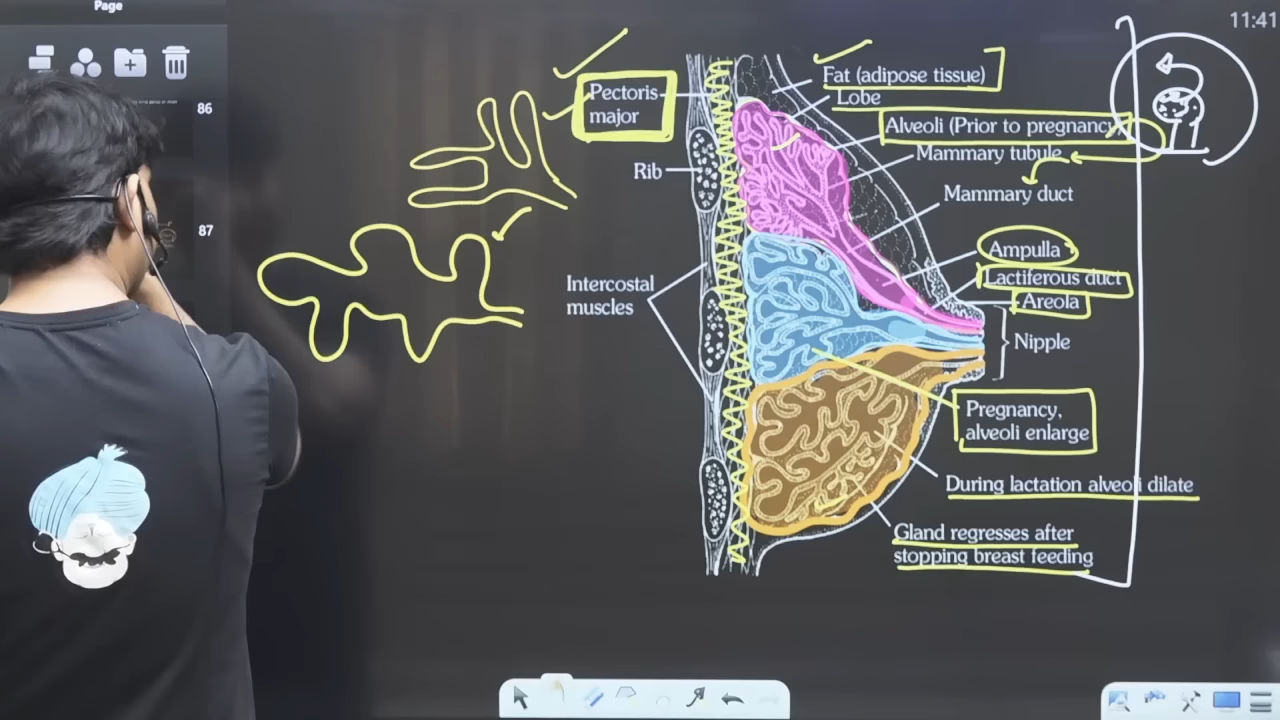 Page
11:41
86
87
Pectoris
major
Rib
Intercostal
muscles
Fat (adipose tissue)
Lobe
Alveoli (Prior to pregnancy)
Mammary tubule
Mammary duct
Ampulla
Lactiferous duct
Areola
Nipple
Pregnancy,
alveoli enlarge
During lactation alveoli dilate
Gland regresses after
stopping breast feeding